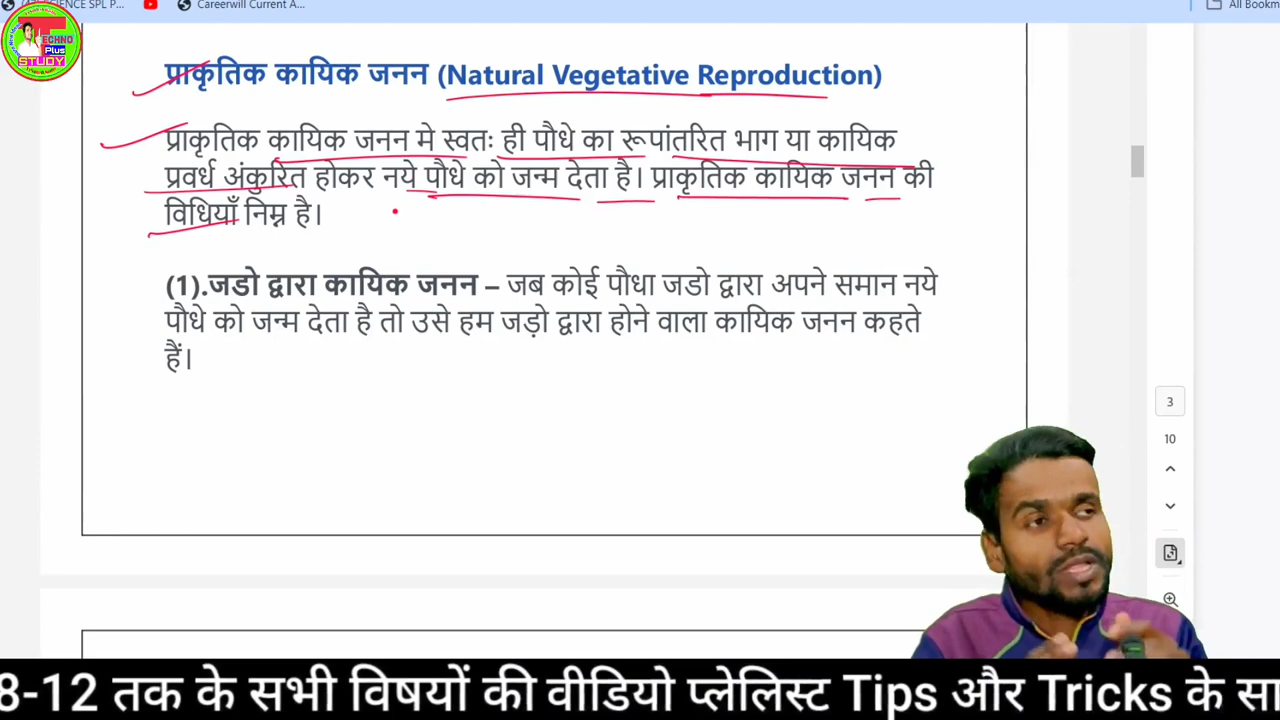 SCIENCE SPL P...
Careerwill Current A...
All Bookm
TECHNO
Plus
STUDY
प्राकृतिक कायिक जनन (Natural Vegetative Reproduction)
प्राकृतिक कायिक जनन मे स्वतः ही पौधे का रूपांतरित भाग या कायिक
प्रवर्ध अंकुरित होकर नये पौधे को जन्म देता है। प्राकृतिक कायिक जनन की
विधियाँ निम्न है।
(1).जडो द्वारा कायिक जनन – जब कोई पौधा जडो द्वारा अपने समान नये
पौधे को जन्म देता है तो उसे हम जड़ो द्वारा होने वाला कायिक जनन कहते
हैं।
3
10
8-12 तक के सभी विषयों की वीडियो प्लेलिस्ट Tips और Tricks के सा